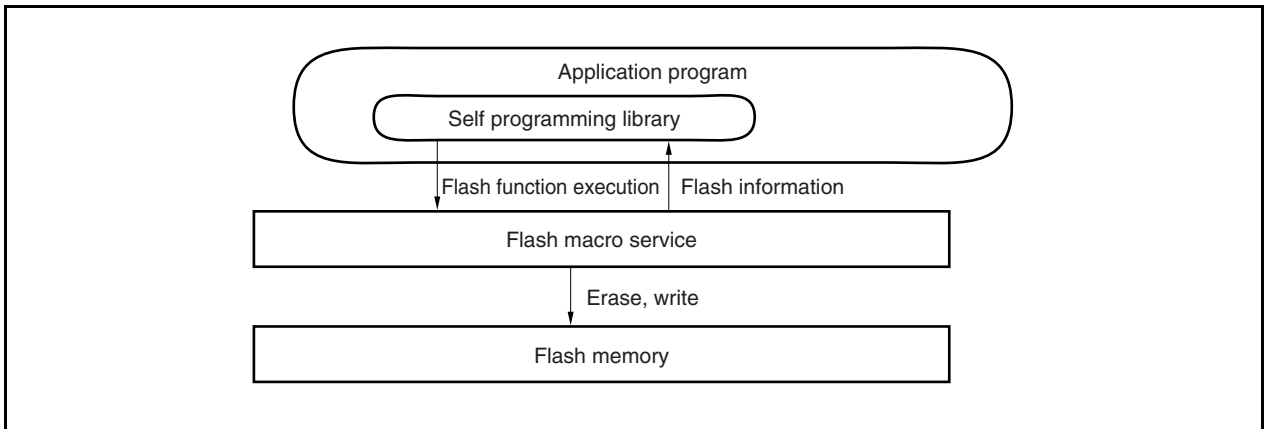 Application program
Self programming library
Flash function execution
Flash information
Flash macro service
Erase, write
Flash memory